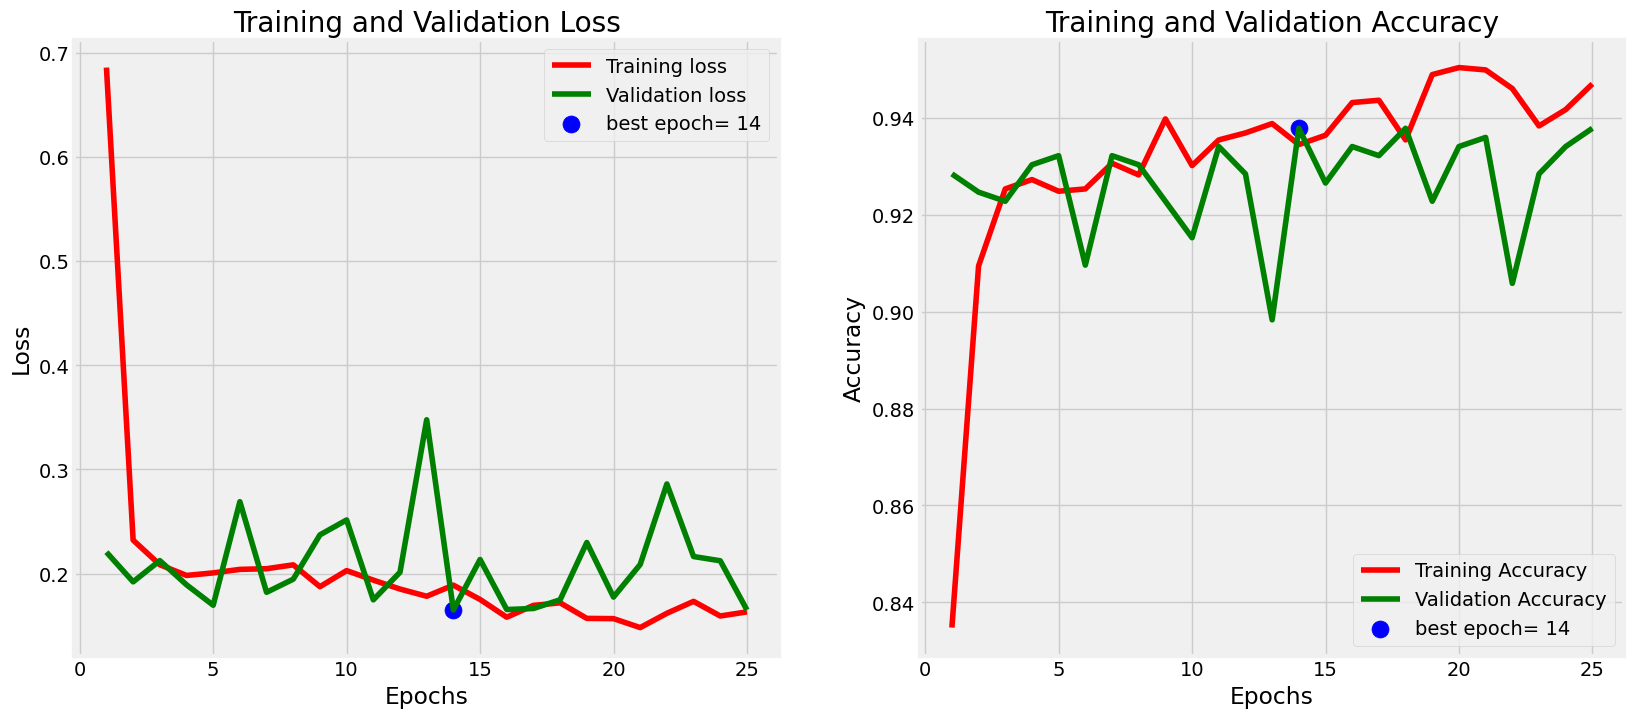 Training and Validation Loss
0.7
0.6
0.5
0.4
0.3
0.2
Loss
0 5 10 15 20 25
Epochs
Training loss
Validation loss
best epoch= 14
Training and Validation Accuracy
0.94
0.92
0.90
0.88
0.86
0.84
Accuracy
0 5 10 15 20 25
Epochs
Training Accuracy
Validation Accuracy
best epoch= 14